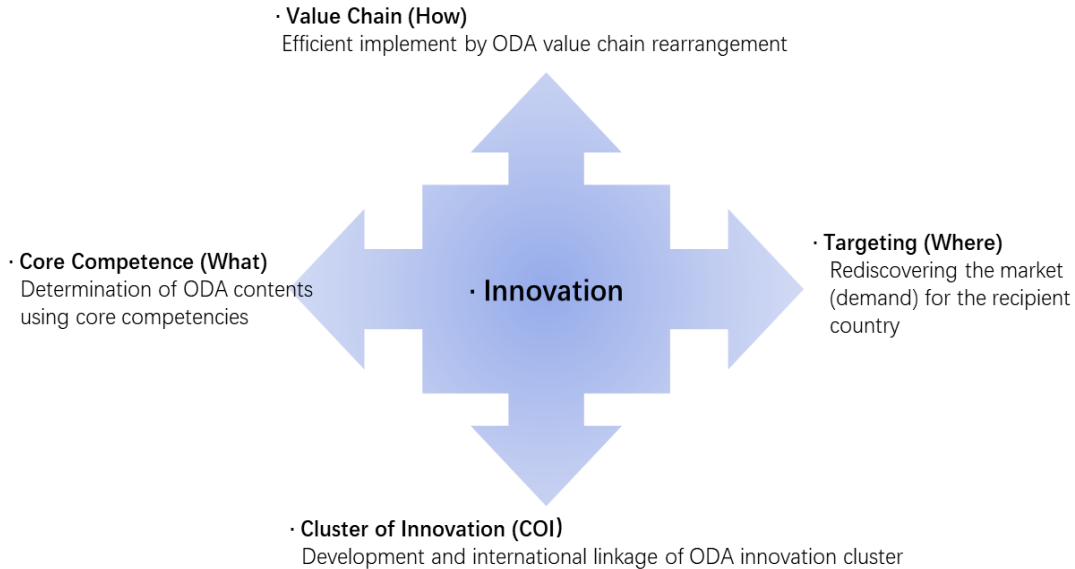 · Value Chain (How)
Efficient implement by ODA value chain rearrangement
· Core Competence (What)
Determination of ODA contents
using core competencies
· Innovation
· Targeting (Where)
Rediscovering the market
(demand) for the recipient
country
· Cluster of Innovation (COI)
Development and international linkage of ODA innovation cluster